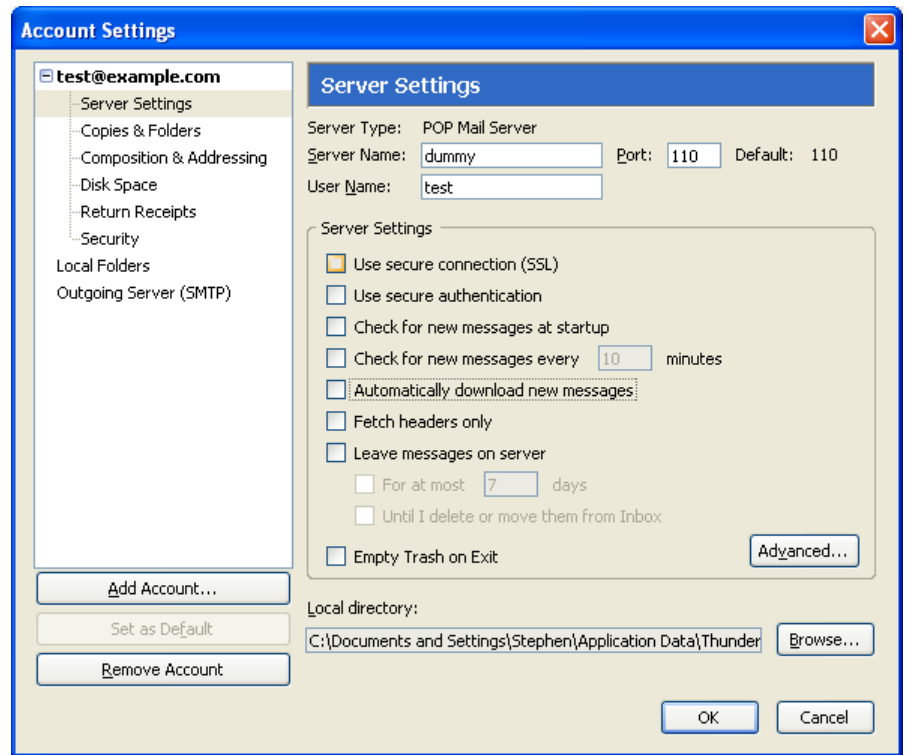 Account Settings
test@example.com
Server Settings
Copies & Folders
Composition & Addressing
Disk Space
Return Receipts
Security
Local Folders
Outgoing Server (SMTP)
Add Account...
Set as Default
Remove Account
Server Settings
Server Type: POP Mail Server
Server Name: dummy Port: 110 Default: 110
User Name: test
Server Settings
Use secure connection (SSL)
Use secure authentication
Check for new messages at startup
Check for new messages every 10 minutes
Automatically download new messages
Fetch headers only
Leave messages on server
For at most 7 days
Until I delete or move them from Inbox
Empty Trash on Exit
Advanced...
Local directory:
C:\Documents and Settings\Stephen\Application Data\Thunder Browse...
OK Cancel